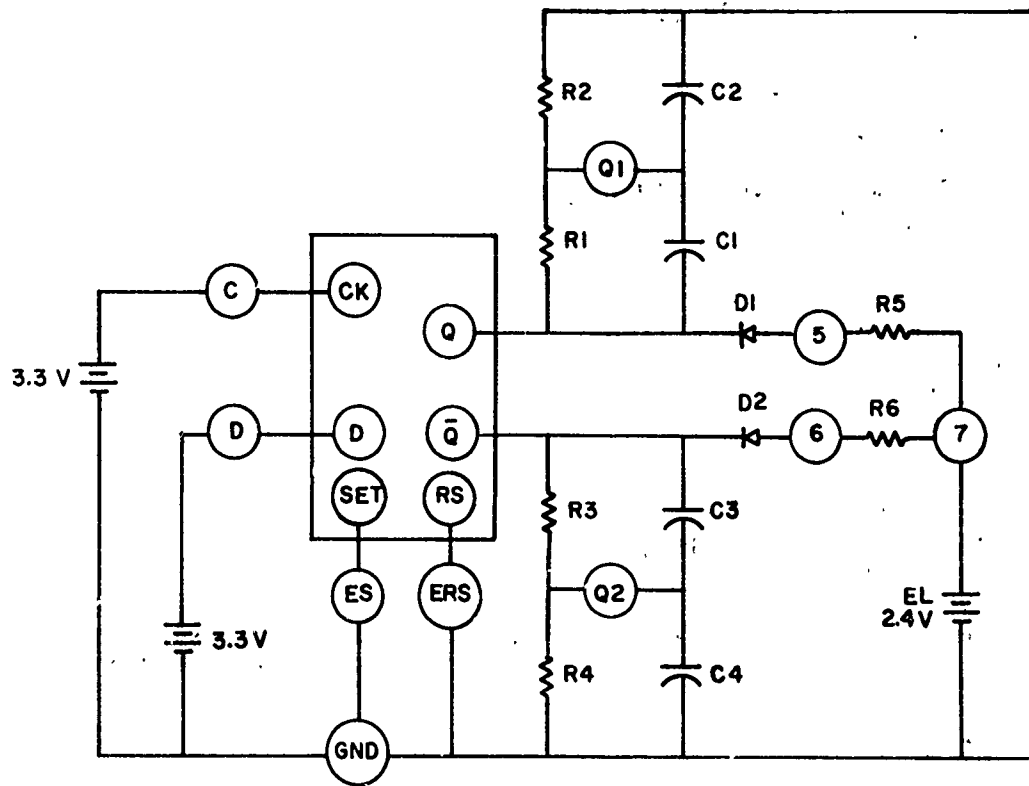 R2
C2
Q1
R1
C1
C
CK
Q
D1
5
R5
3.3 V
D
D
Q̄
D2
6
R6
7
SET
RS
R3
C3
ES
ERS
Q2
EL
2.4V
3.3 V
R4
C4
GND